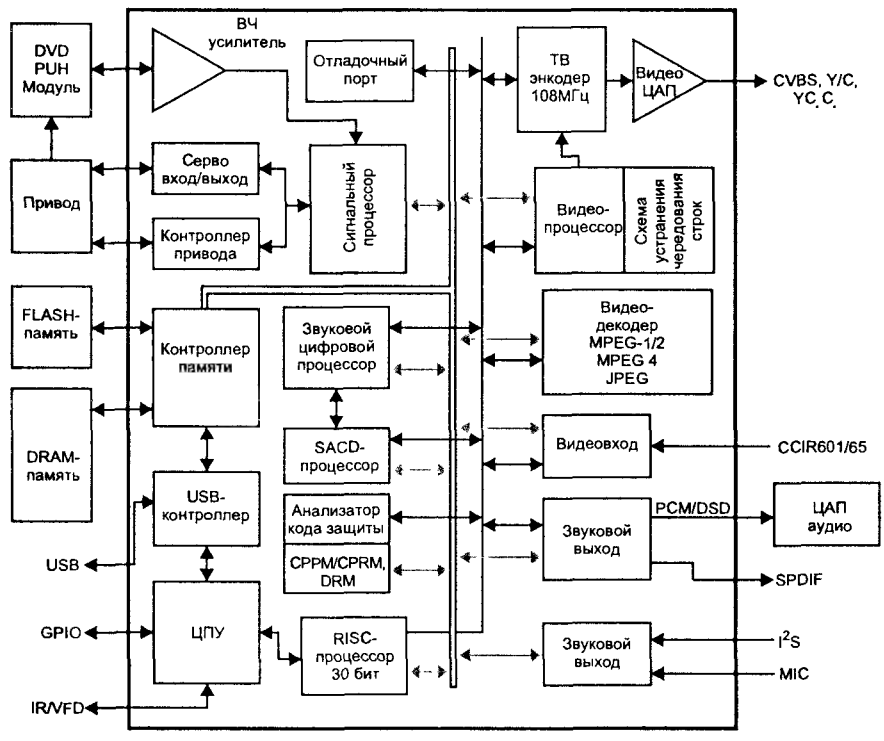 DVD
PUH
Модуль
ВЧ
усилитель
Отладочный
порт
ТВ
энкодер
108МГц
Видео
ЦАП
CVBS, Y/C,
YC, C,
Привод
Серво
вход/выход
Контроллер
привода
Сигнальный
процессор
Видео-
процессор
Схема
устранения
чередования
строк
FLASH-
память
Контроллер
памяти
Звуковой
цифровой
процессор
Видео-
декодер
MPEG-1/2
MPEG 4
JPEG
DRAM-
память
SACD-
процессор
Видеовход
CCIR601/65
USB-
контроллер
Анализатор
кода защиты
CPPM/CPRM,
DRM
Звуковой
выход
PCM/DSD
ЦАП
аудио
SPDIF
USB
GPIO
ЦПУ
RISC-
процессор
30 бит
Звуковой
выход
I²S
MIC
IR/VFD